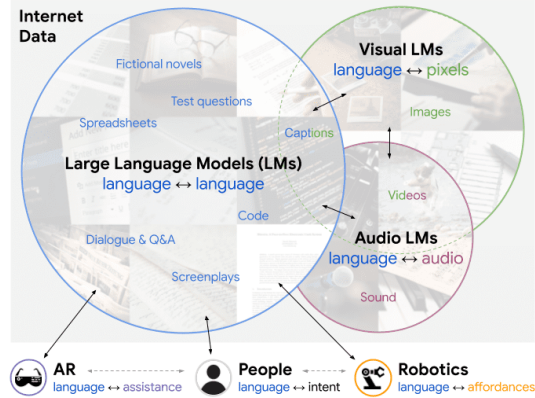 Internet
Data
Fictional novels
Test questions
Spreadsheets
Captions
Large Language Models (LMs)
language ↔ language
Code
Dialogue & Q&A
Screenplays
Visual LMs
language ↔ pixels
Images
Videos
Audio LMs
language ↔ audio
Sound
AR
language ↔ assistance
People
language ↔ intent
Robotics
language ↔ affordances